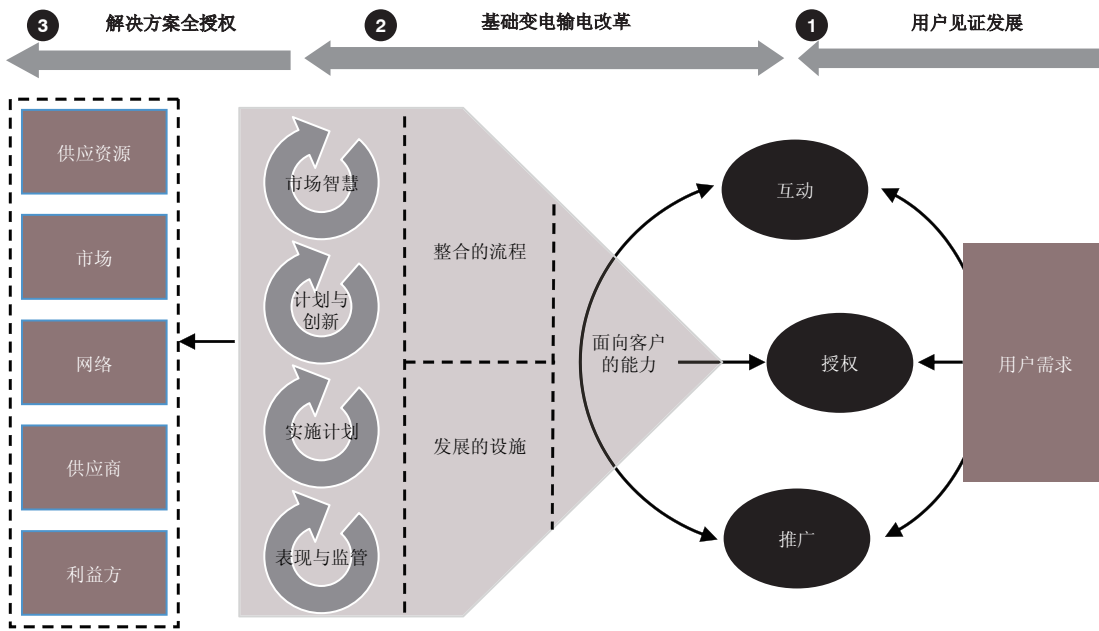 3 解决方案全授权
2 基础变电输电改革
1 用户见证发展
供应资源
市场
网络
供应商
利益方
市场智慧
计划与
创新
实施计划
表现与监管
整合的流程
发展的设施
面向客户
的能力
互动
授权
推广
用户需求